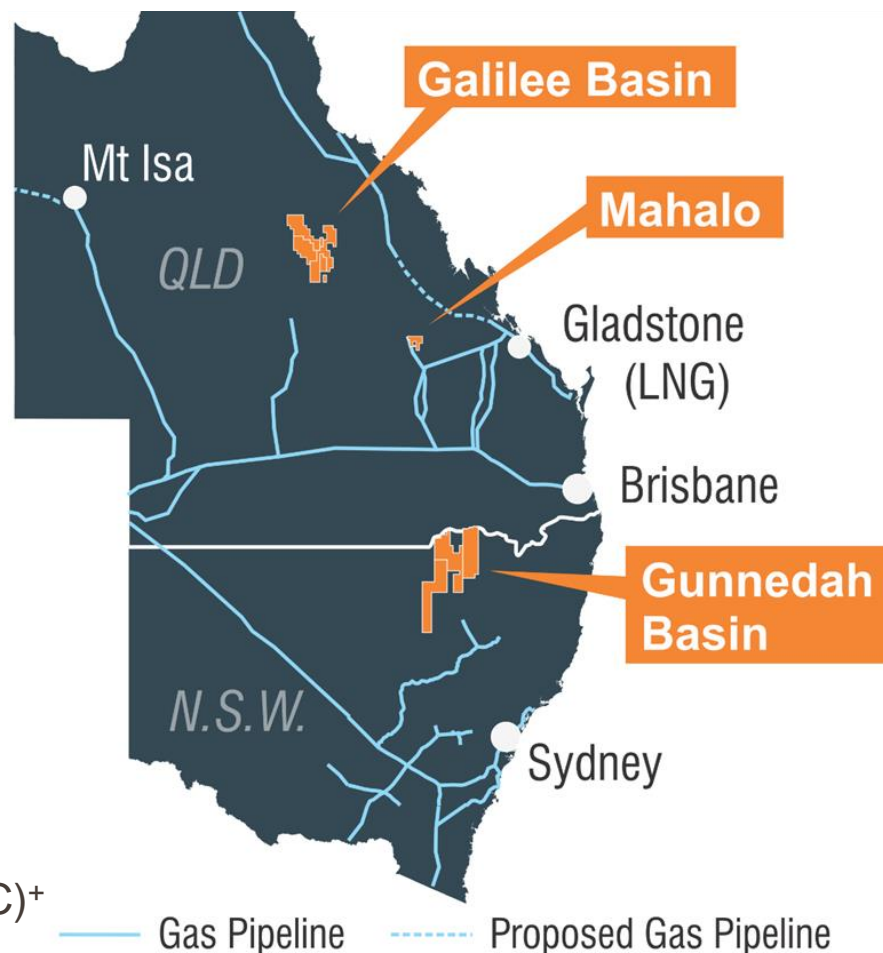 Galilee Basin
Mt Isa
Mahalo
QLD
Gladstone
(LNG)
Brisbane
Gunnedah
Basin
N.S.W.
Sydney
C)+
Gas Pipeline
Proposed Gas Pipeline